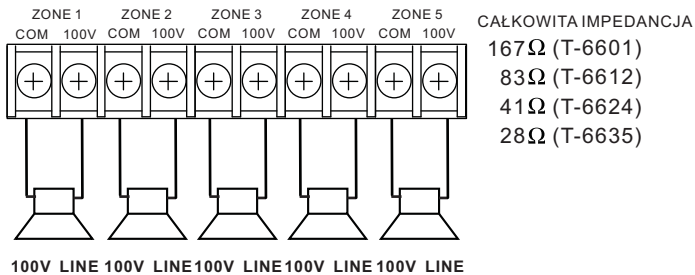 ZONE 1 ZONE 2 ZONE 3 ZONE 4 ZONE 5
COM 100V COM 100V COM 100V COM 100V COM 100V
CAŁKOWITA IMPEDANCJA
167Ω (T-6601)
83Ω (T-6612)
41Ω (T-6624)
28Ω (T-6635)
100V LINE 100V LINE 100V LINE 100V LINE 100V LINE